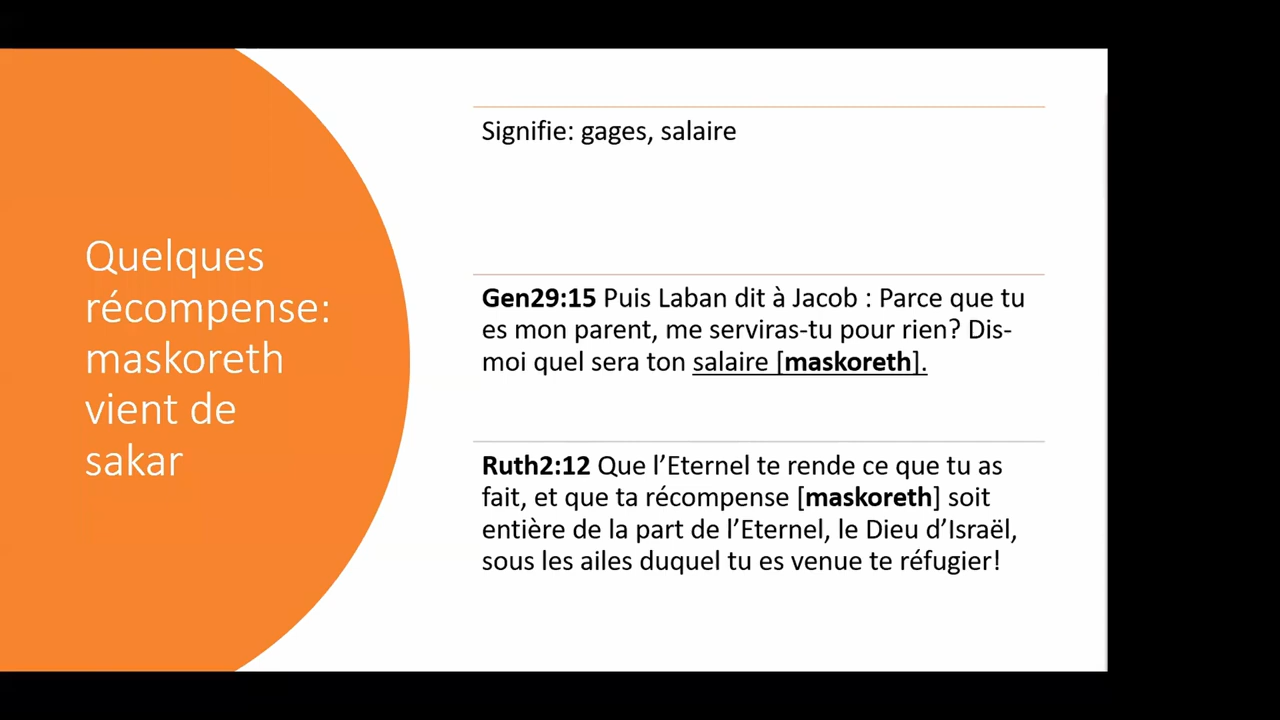 Quelques
récompense:
maskoreth
vient de
sakar
Signifie: gages, salaire
Gen29:15 Puis Laban dit à Jacob : Parce que tu
es mon parent, me serviras-tu pour rien? Dis-
moi quel sera ton salaire [maskoreth].
Ruth2:12 Que l’Eternel te rende ce que tu as
fait, et que ta récompense [maskoreth] soit
entière de la part de l’Eternel, le Dieu d’Israël,
sous les ailes duquel tu es venue te réfugier!